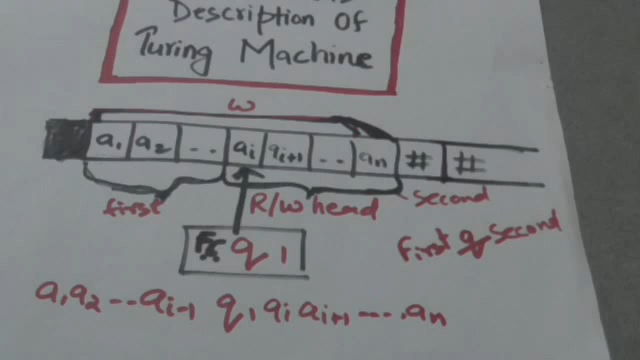 Description Of
Turing Machine
w
a1 a2 .. ai ai+1 .. an # #
first R/w head second
q1
first q second
a1a2--ai-1 q1 ai ai+1 ----.an